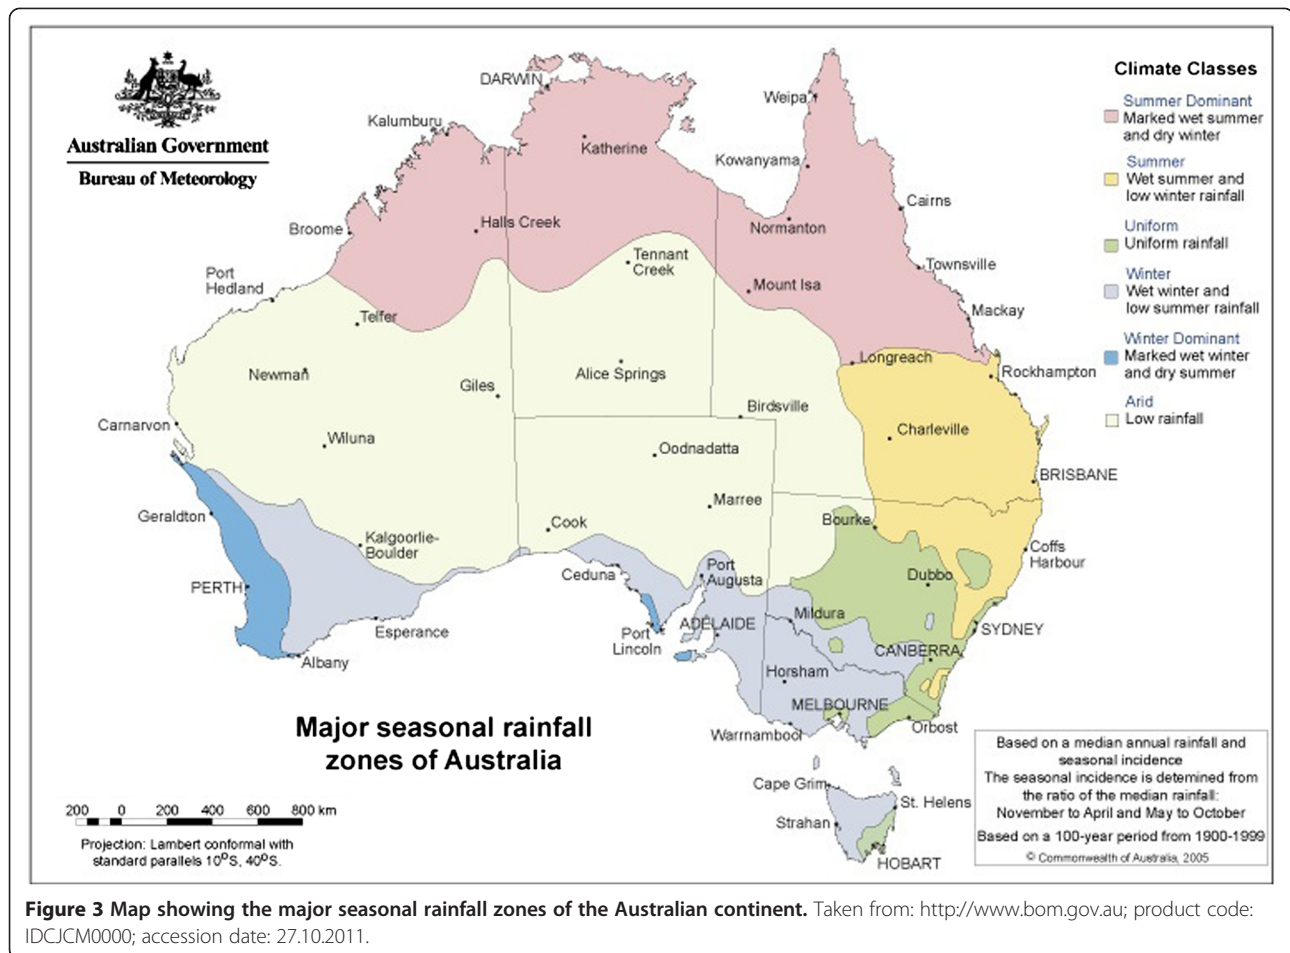 Australian Government
Bureau of Meteorology
DARWIN
Kalumburu
Katherine
Weipa
Kowanyama
Cairns
Broome
Halls Creek
Normanton
Port
Hedland
Tennant
Creek
Townsville
Mount Isa
Telfer
Mackay
Longreach
Newman
Giles
Alice Springs
Rockhampton
Birdsville
Carnarvon
Wiluna
Charleville
Oodnadatta
BRISBANE
Marree
Geraldton
Cook
Bourke
Kalgoorlie-
Boulder
Coffs
Harbour
Ceduna
Port
Augusta
Dubbo
PERTH
Mildura
Esperance
ADELAIDE
SYDNEY
Port
Lincoln
CANBERRA
Albany
Horsham
MELBOURNE
Orbost
Warrnambool
Cape Grim
St. Helens
Strahan
HOBART
Climate Classes
Summer Dominant
Marked wet summer
and dry winter
Summer
Wet summer and
low winter rainfall
Uniform
Uniform rainfall
Winter
Wet winter and
low summer rainfall
Winter Dominant
Marked wet winter
and dry summer
Arid
Low rainfall
Major seasonal rainfall
zones of Australia
200 0 200 400 600 800 km
Projection: Lambert conformal with
standard parallels 10ºS, 40ºS.
Based on a median annual rainfall and
seasonal incidence
The seasonal incidence is detemined from
the ratio of the median rainfall:
November to April and May to October
Based on a 100-year period from 1900-1999
© Commonwealth of Australia, 2005
Figure 3 Map showing the major seasonal rainfall zones of the Australian continent. Taken from: http://www.bom.gov.au; product code:
IDCJCM0000; accession date: 27.10.2011.